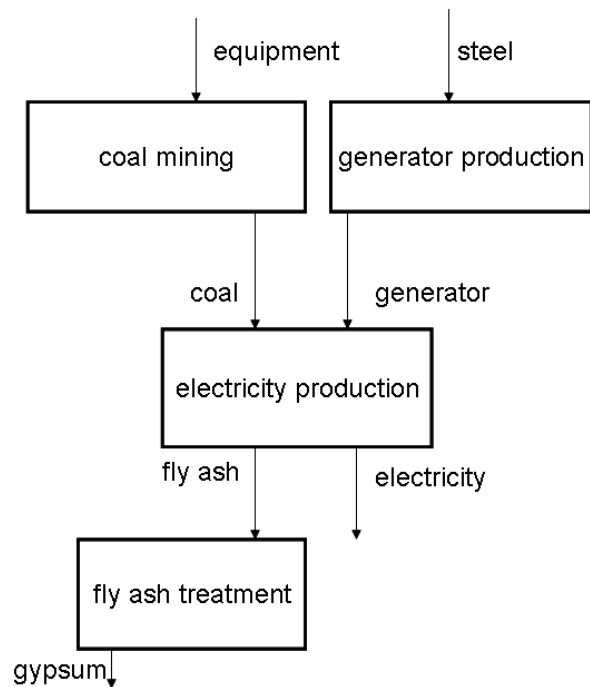 equipment
steel
coal mining
generator production
coal
generator
electricity production
fly ash
electricity
fly ash treatment
gypsum